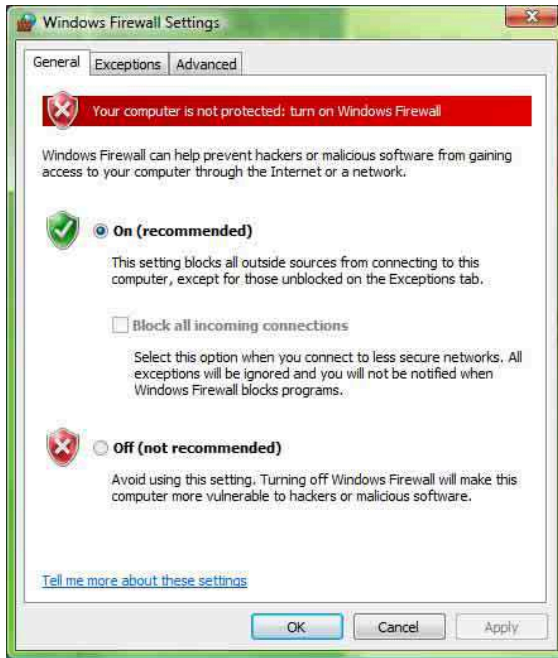 Windows Firewall Settings
General Exceptions Advanced
Your computer is not protected: turn on Windows Firewall
Windows Firewall can help prevent hackers or malicious software from gaining
access to your computer through the Internet or a network.
On (recommended)
This setting blocks all outside sources from connecting to this
computer, except for those unblocked on the Exceptions tab.
Block all incoming connections
Select this option when you connect to less secure networks. All
exceptions will be ignored and you will not be notified when
Windows Firewall blocks programs.
Off (not recommended)
Avoid using this setting. Turning off Windows Firewall will make this
computer more vulnerable to hackers or malicious software.
Tell me more about these settings
OK Cancel Apply